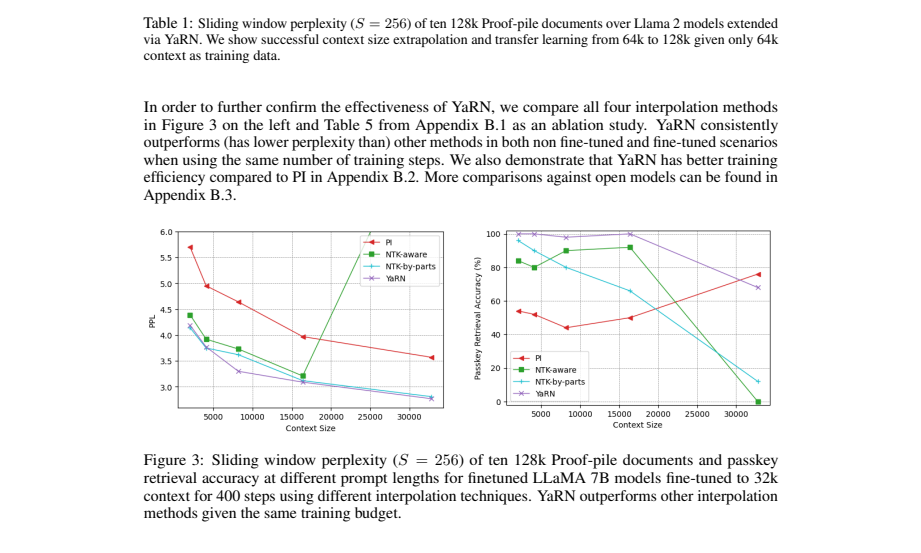 Table 1: Sliding window perplexity (S = 256) of ten 128k Proof-pile documents over Llama 2 models extended
via YaRN. We show successful context size extrapolation and transfer learning from 64k to 128k given only 64k
context as training data.
In order to further confirm the effectiveness of YaRN, we compare all four interpolation methods
in Figure 3 on the left and Table 5 from Appendix B.1 as an ablation study. YaRN consistently
outperforms (has lower perplexity than) other methods in both non fine-tuned and fine-tuned scenarios
when using the same number of training steps. We also demonstrate that YaRN has better training
efficiency compared to PI in Appendix B.2. More comparisons against open models can be found in
Appendix B.3.
6.0
5.5
5.0
4.5
4.0
3.5
3.0
PPL
PI
NTK-aware
NTK-by-parts
YaRN
5000 10000 15000 20000 25000 30000
Context Size
100
80
60
40
20
0
Passkey Retrieval Accuracy (%)
PI
NTK-aware
NTK-by-parts
YaRN
5000 10000 15000 20000 25000 30000
Context Size
Figure 3: Sliding window perplexity (S = 256) of ten 128k Proof-pile documents and passkey
retrieval accuracy at different prompt lengths for finetuned LLaMA 7B models fine-tuned to 32k
context for 400 steps using different interpolation techniques. YaRN outperforms other interpolation
methods given the same training budget.